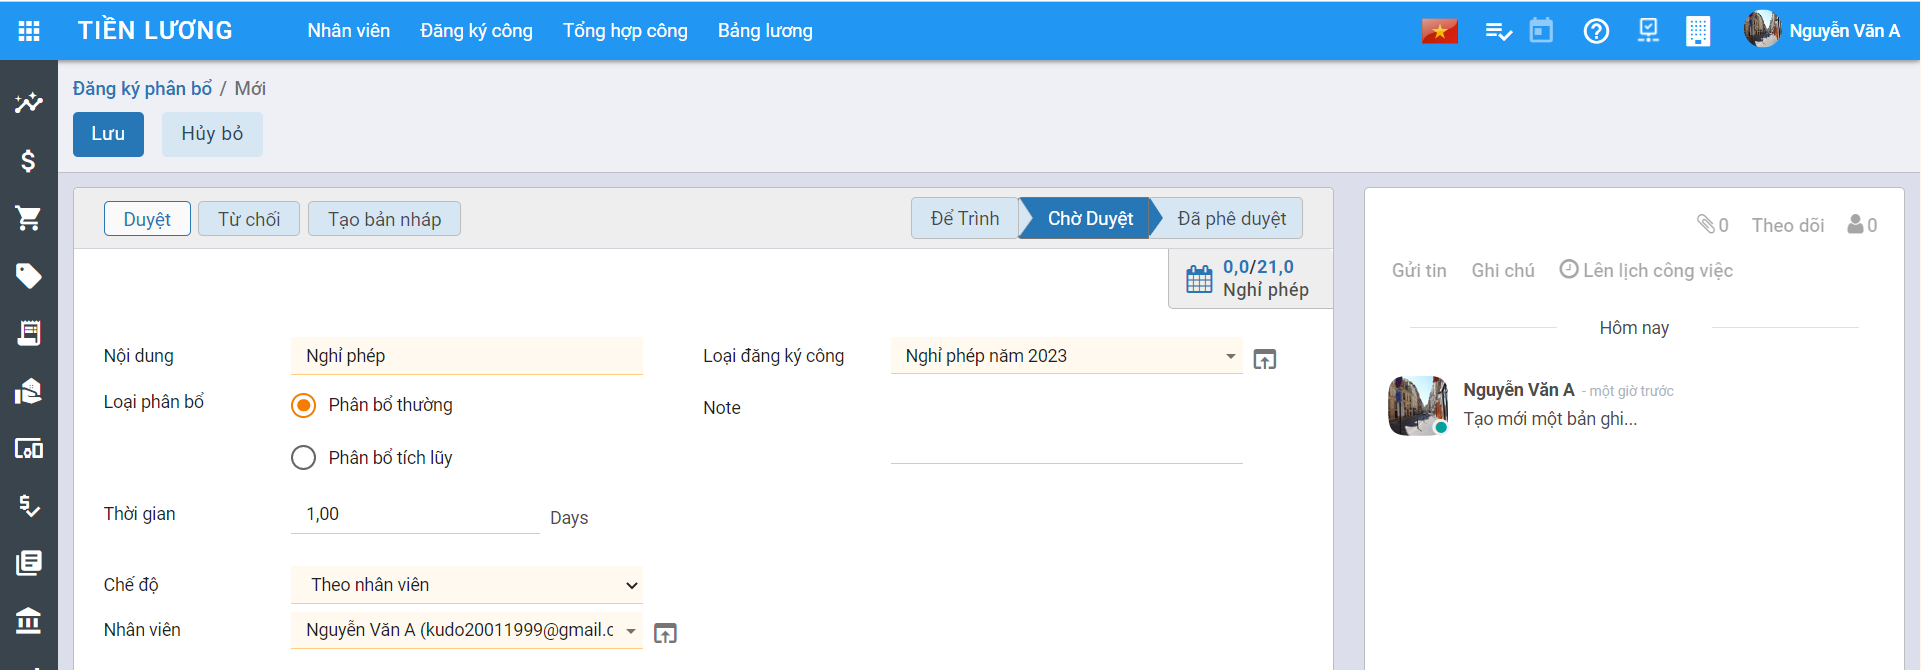 TIỀN LƯƠNG
Nhân viên
Đăng ký công
Tổng hợp công
Bảng lương
Nguyễn Văn A
Đăng ký phân bổ / Mới
Lưu
Hủy bỏ
Duyệt
Từ chối
Tạo bản nháp
Để Trình
Chờ Duyệt
Đã phê duyệt
0,0/21,0
Nghỉ phép
Nội dung
Nghỉ phép
Loại đăng ký công
Nghỉ phép năm 2023
Loại phân bổ
Phân bổ thường
Note
Phân bổ tích lũy
Thời gian
1,00
Days
Chế độ
Theo nhân viên
Nhân viên
Nguyễn Văn A (kudo20011999@gmail.c
0
Theo dõi
0
Gửi tin
Ghi chú
Lên lịch công việc
Hôm nay
Nguyễn Văn A - một giờ trước
Tạo mới một bản ghi...